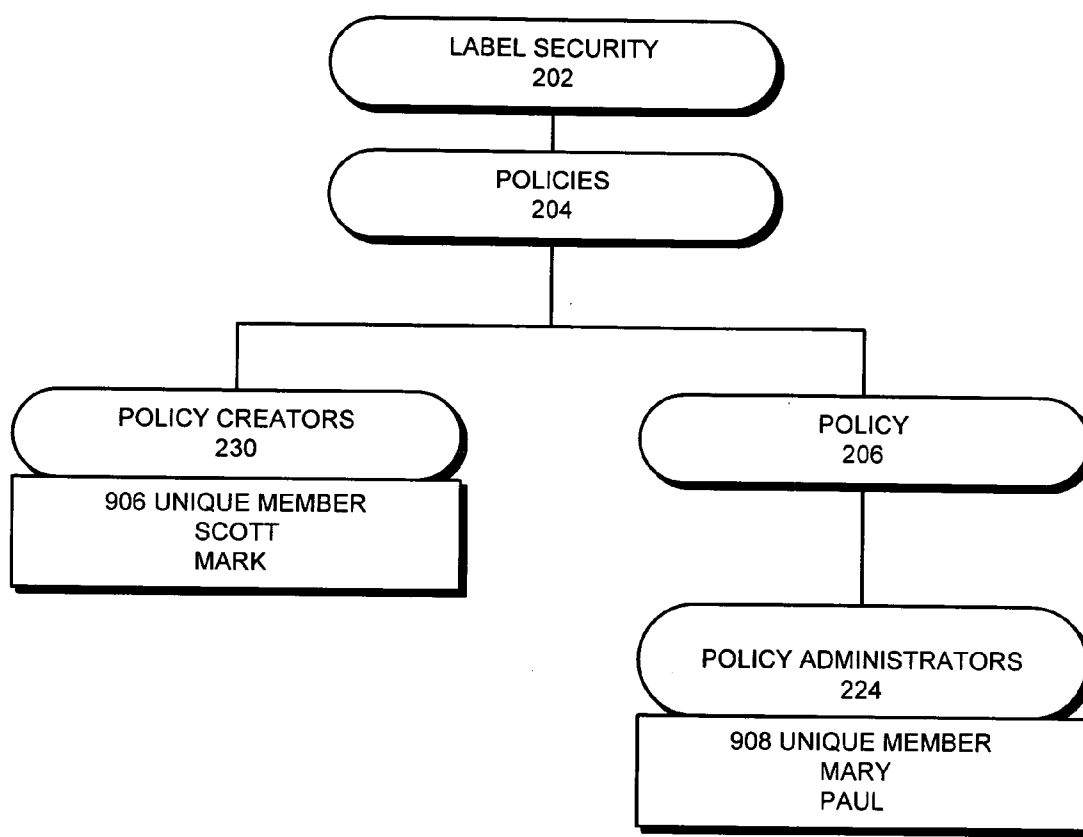 LABEL SECURITY
202
POLICIES
204
POLICY CREATORS
230
906 UNIQUE MEMBER
SCOTT
MARK
POLICY
206
POLICY ADMINISTRATORS
224
908 UNIQUE MEMBER
MARY
PAUL